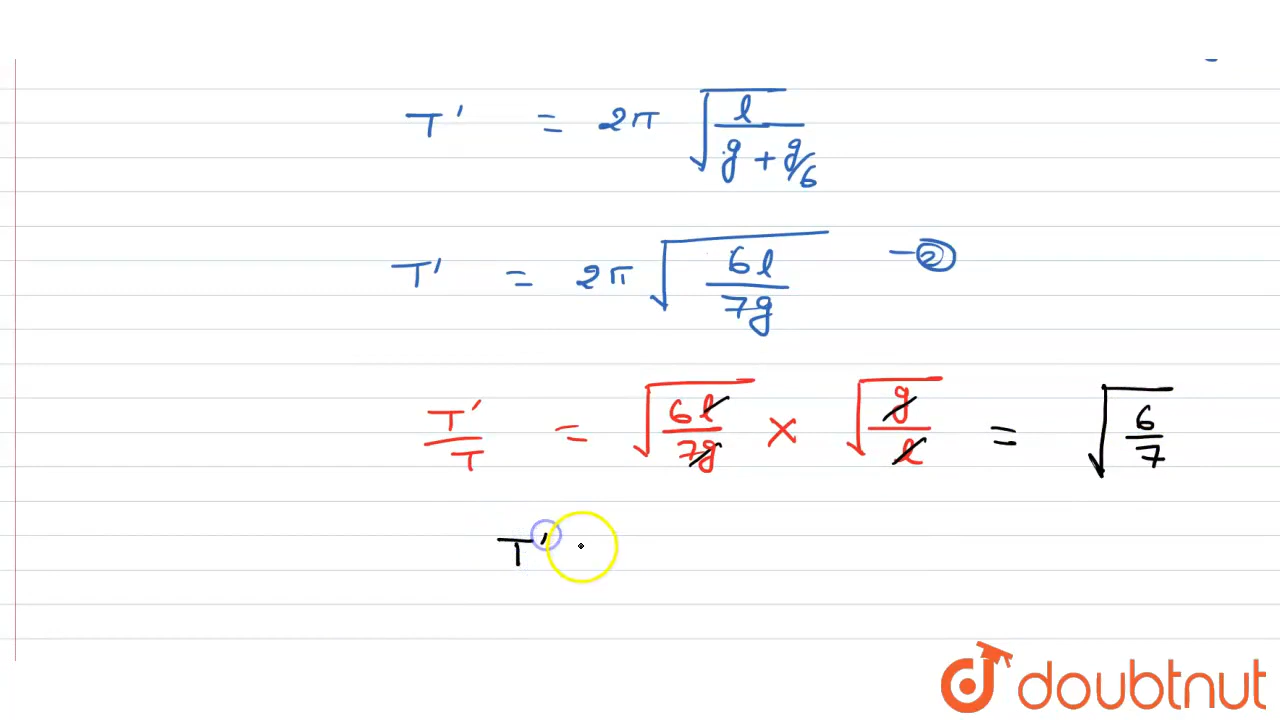 T' = 2π √(l/(g + g/6))
T' = 2π √(6l/7g) –②
T'/T = √(6l/7g) × √(g/l) = √(6/7)
T'
doubtnut